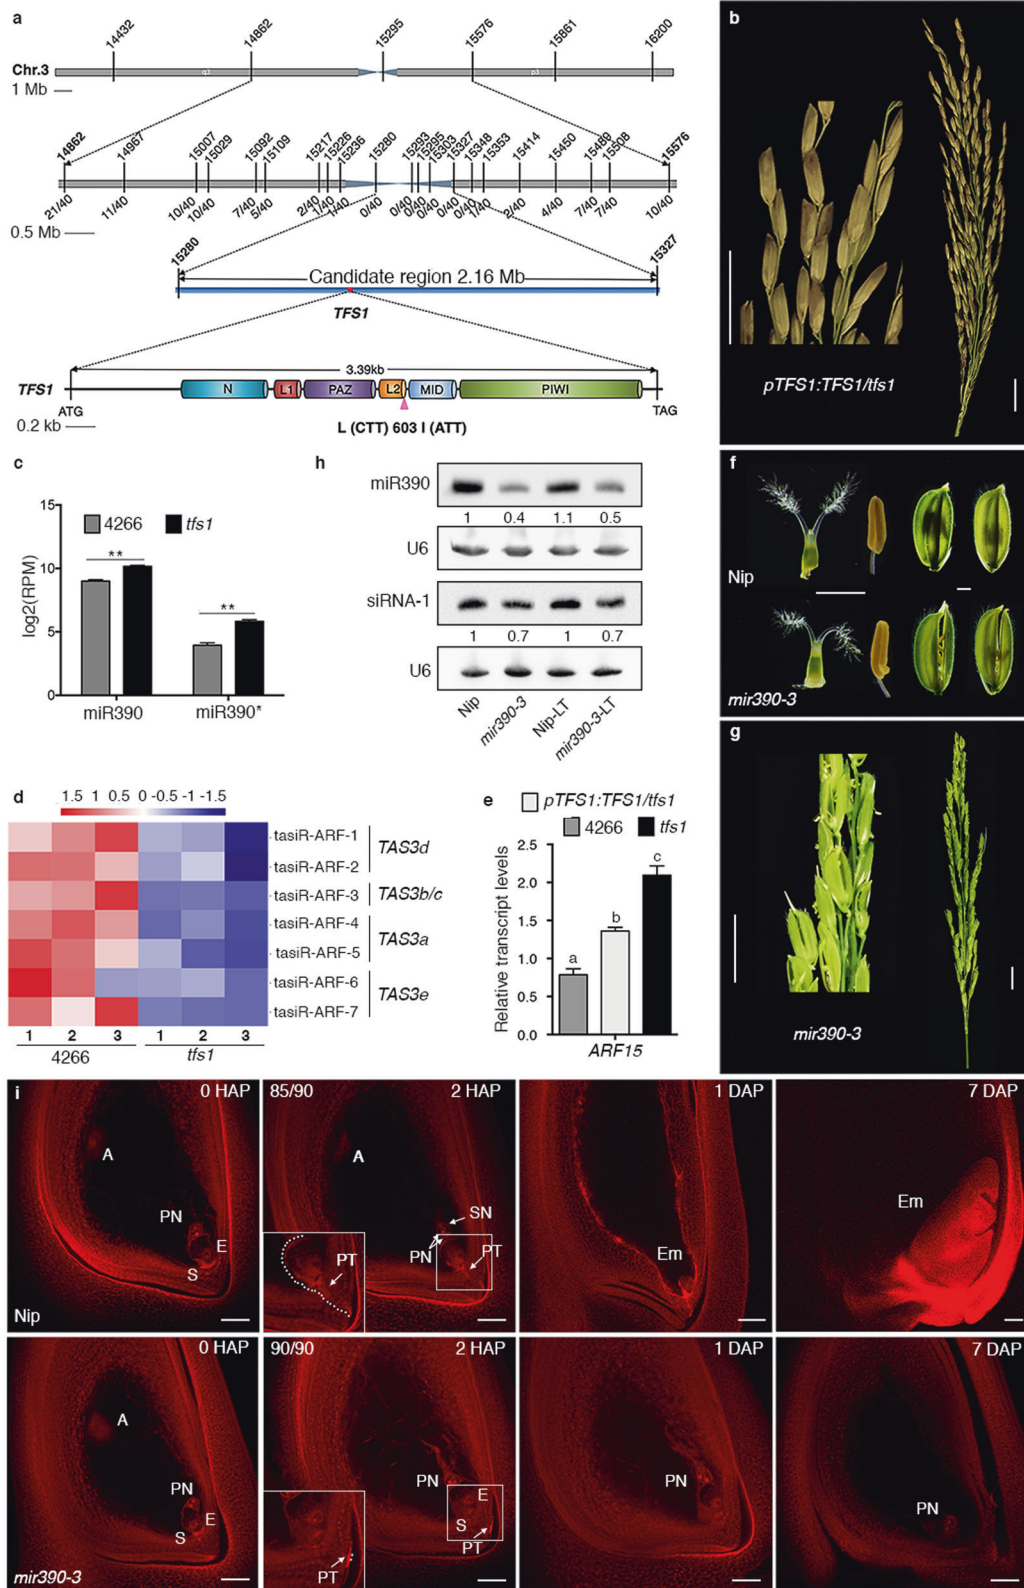 a
14432 14862 15295 15576 15861 16200
Chr.3
1 Mb
14862 14967 15007 15029 15092 15109 15217 15226 15236 15280 15293 15295 15303 15327 15348 15353 15414 15450 15489 15508 15576
21/40 11/40 10/40 10/40 7/40 5/40 2/40 1/40 1/40 0/40 0/40 0/40 0/40 0/40 0/40 1/40 2/40 4/40 7/40 7/40 10/40
0.5 Mb
15280 15327
Candidate region 2.16 Mb
TFS1
3.39kb
TFS1 N L1 PAZ L2 MID PIWI
ATG TAG
0.2 kb
L (CTT) 603 I (ATT)
b
pTFS1:TFS1/tfs1
c
15
10
5
0
log2(RPM)
4266 tfs1
** **
miR390 miR390*
h
miR390
1 0.4 1.1 0.5
U6
siRNA-1
1 0.7 1 0.7
U6
Nip mir390-3 Nip-LT mir390-3-LT
f
Nip
mir390-3
g
mir390-3
d
1.5 1 0.5 0 -0.5 -1 -1.5
tasiR-ARF-1
tasiR-ARF-2
TAS3d
tasiR-ARF-3
TAS3b/c
tasiR-ARF-4
tasiR-ARF-5
TAS3a
tasiR-ARF-6
tasiR-ARF-7
TAS3e
1 2 3 1 2 3
4266 tfs1
e
pTFS1:TFS1/tfs1
4266 tfs1
Relative transcript levels
2.5
2.0
1.5
1.0
0.5
0.0
a b c
ARF15
i
0 HAP
A
PN
E
S
Nip
85/90 2 HAP
A
SN
PN
PT
PT
1 DAP
Em
7 DAP
Em
0 HAP
A
PN
E
S
mir390-3
90/90 2 HAP
PN
E
S
PT
PT
1 DAP
PN
7 DAP
PN